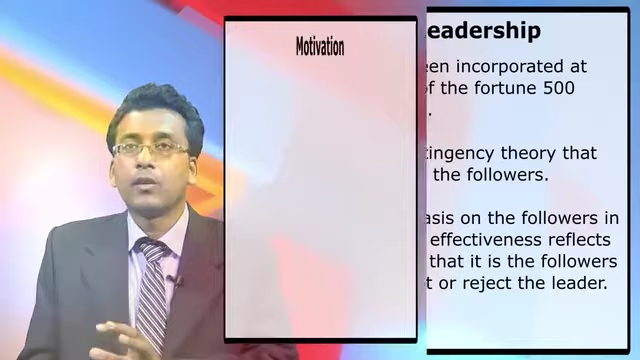 Motivation
eadership
een incorporated at
of the fortune 500
.
tingency theory that
the followers.
asis on the followers in
effectiveness reflects
that it is the followers
t or reject the leader.